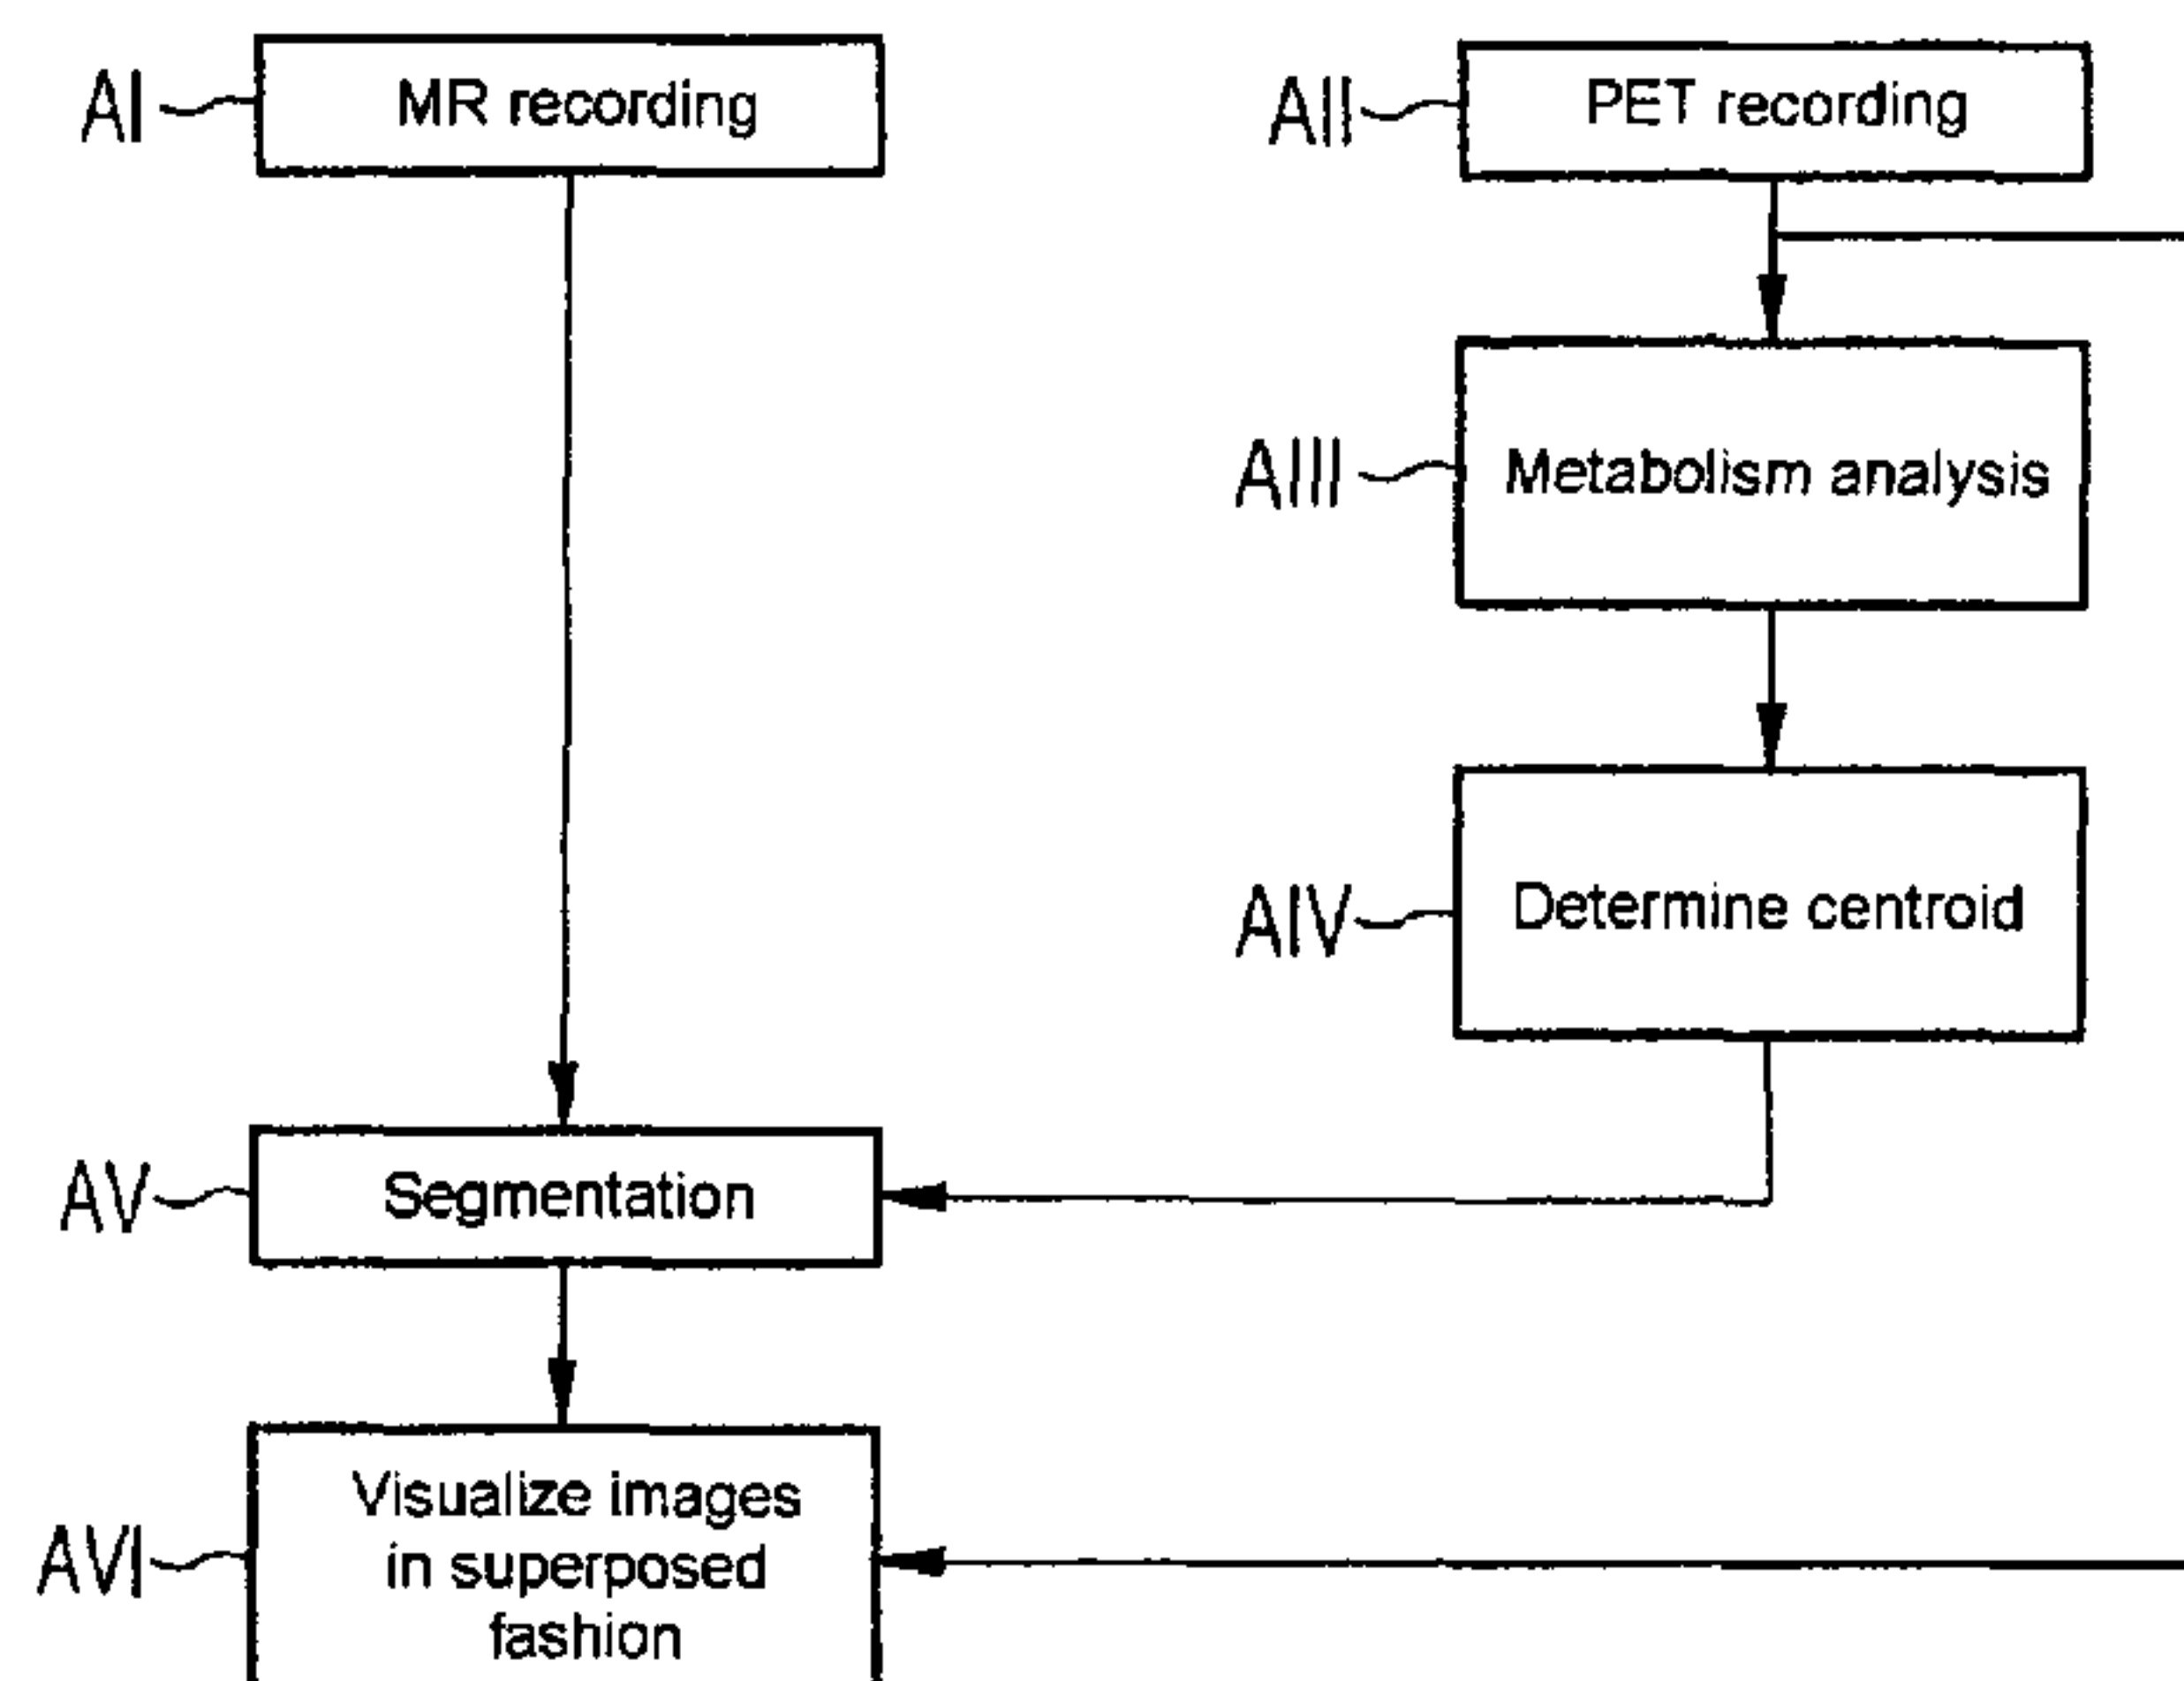 AI
MR recording
AII
PET recording
AIII
Metabolism analysis
AIV
Determine centroid
AV
Segmentation
AVI
Visualize images
in superposed
fashion